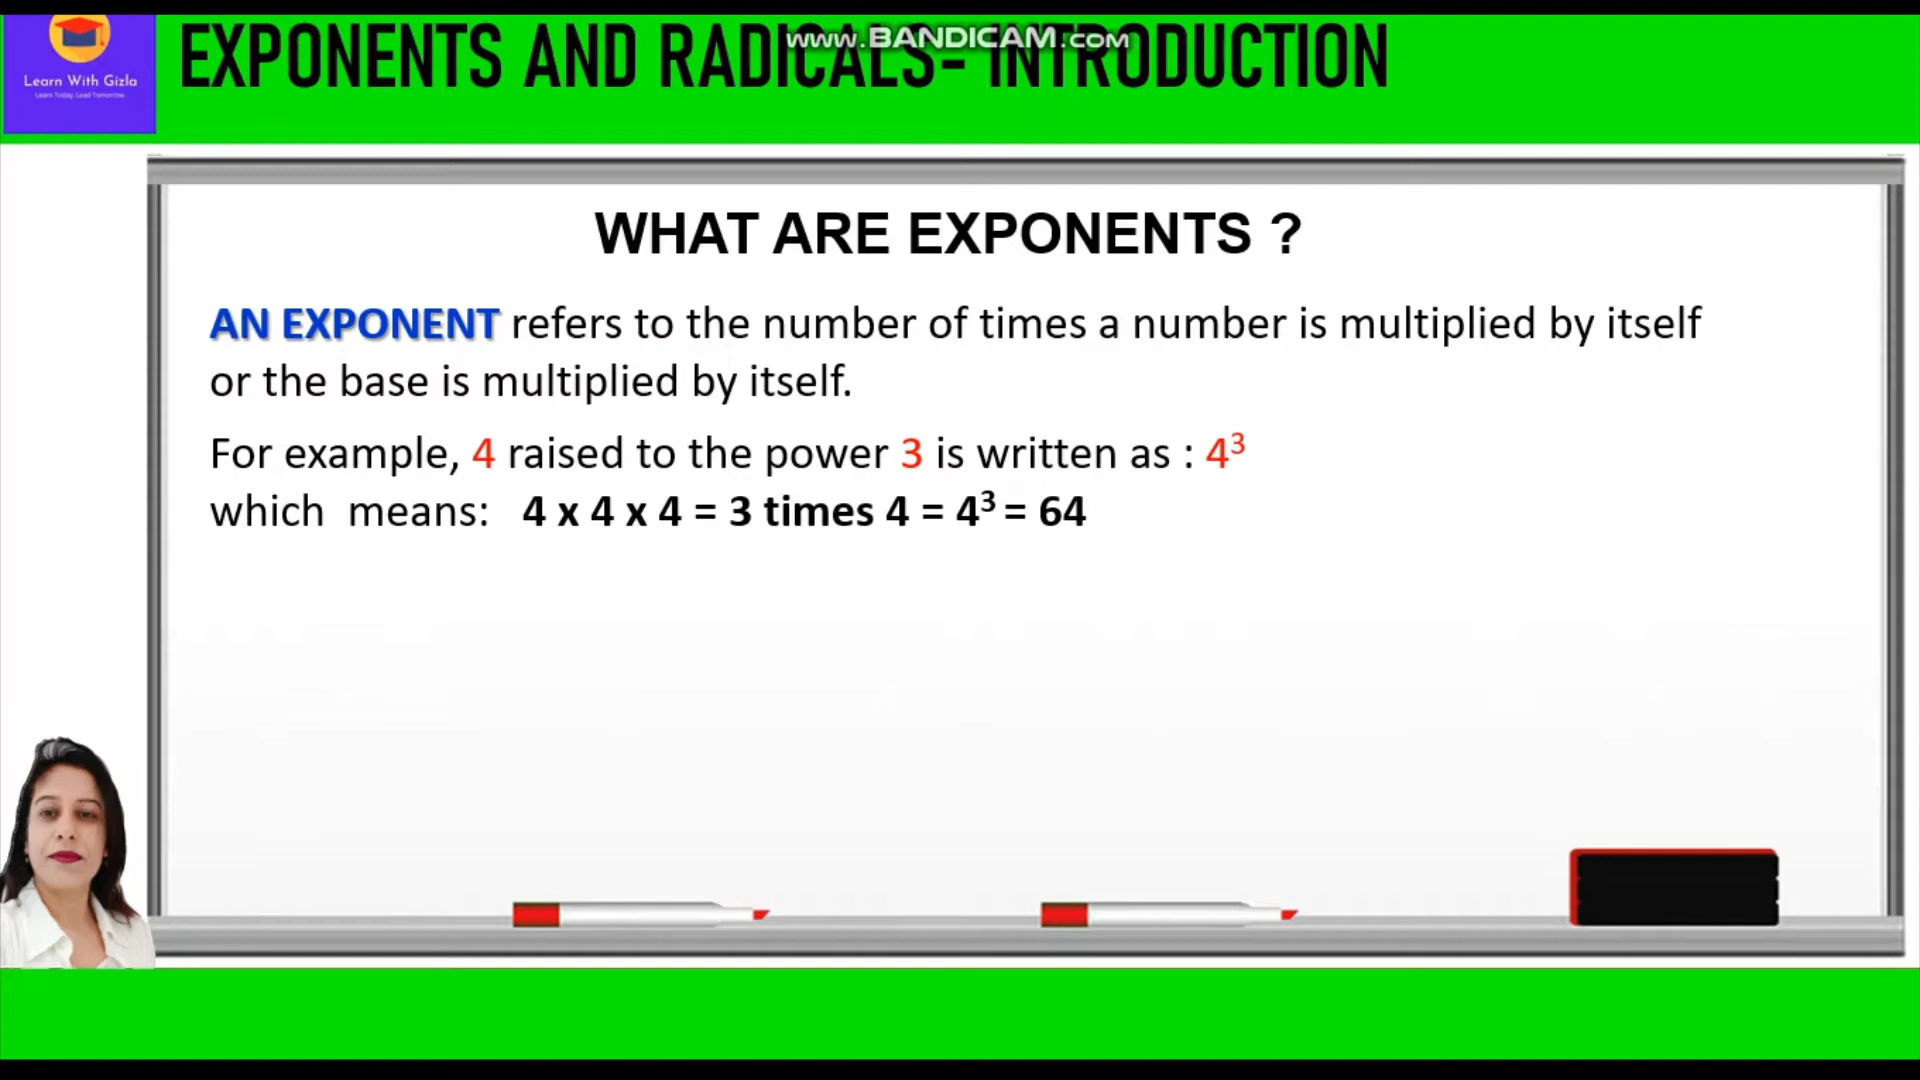 Learn With Gizla
Learn Today, Lead Tomorrow
EXPONENTS AND RADICALS- INTRODUCTION
www.BANDICAM.com
WHAT ARE EXPONENTS ?
AN EXPONENT refers to the number of times a number is multiplied by itself
or the base is multiplied by itself.
For example, 4 raised to the power 3 is written as : 4³
which means: 4 x 4 x 4 = 3 times 4 = 4³ = 64